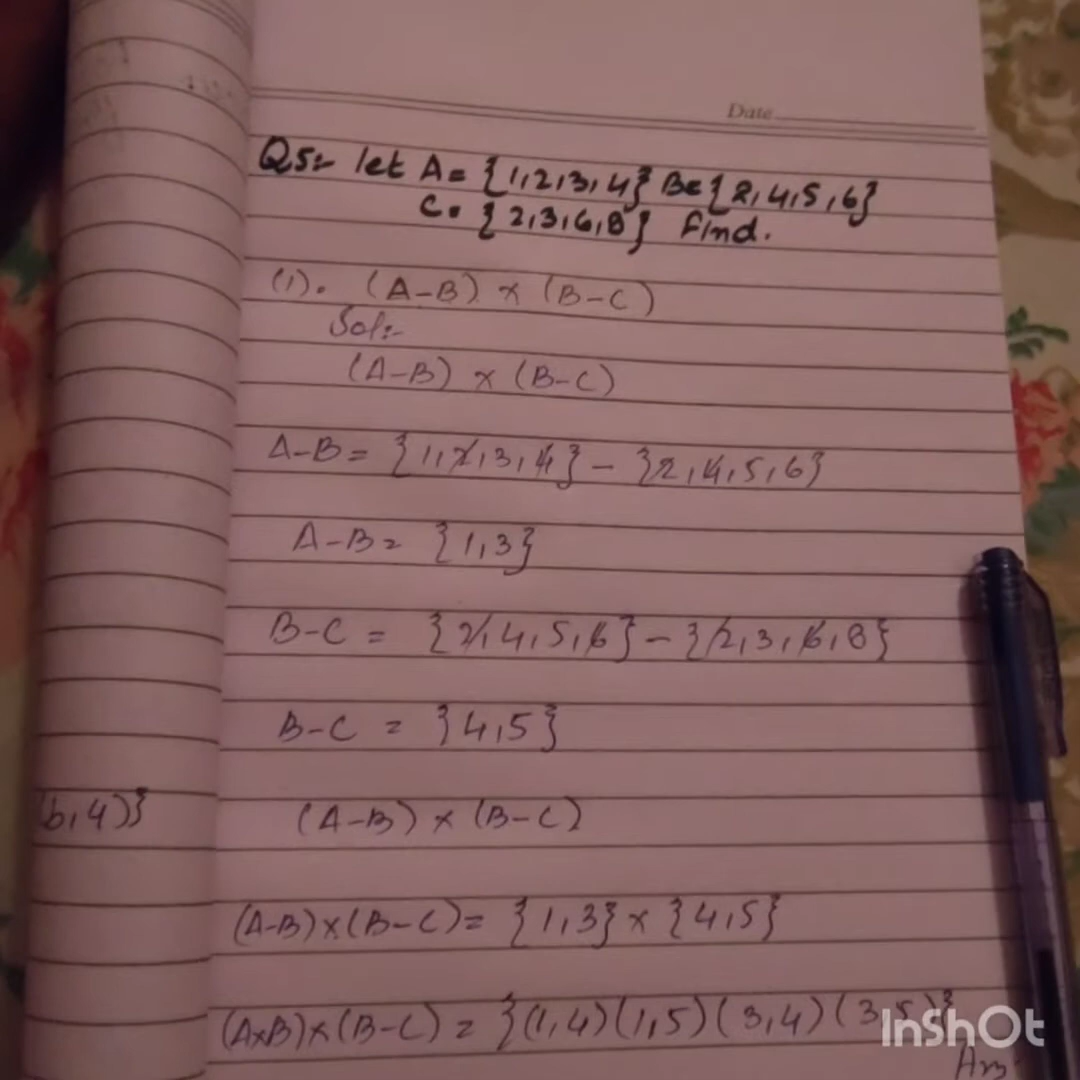 Date
Q5:- let A = {1,2,3,4} B = {2,4,5,6}
C = {2,3,6,8} Find.
(1). (A-B) × (B-C)
Sol:-
(A-B) × (B-C)
A-B = {1,2,3,4} - {2,4,5,6}
A-B = {1,3}
B-C = {2,4,5,6} - {2,3,6,8}
B-C = {4,5}
b,4)}
(A-B) × (B-C)
(A-B)×(B-C) = {1,3} × {4,5}
(A×B)×(B-C) = {(1,4)(1,5)(3,4)(3,5)}
Ans
InShOt